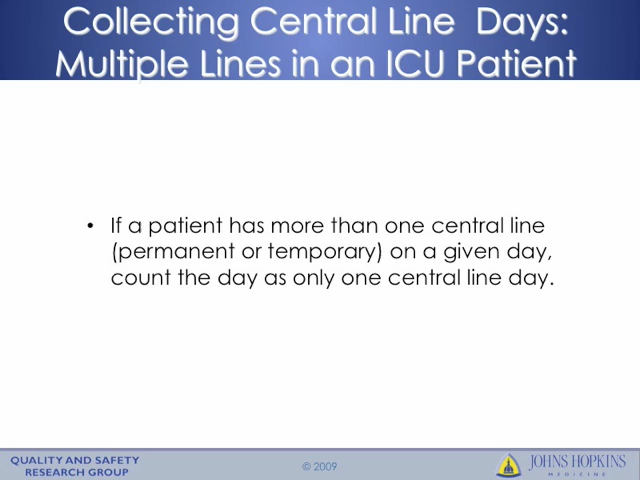 Collecting Central Line  Days:
Multiple Lines in an ICU Patient
• If a patient has more than one central line
(permanent or temporary) on a given day,
count the day as only one central line day.
QUALITY AND SAFETY
RESEARCH GROUP
© 2009
JOHNS HOPKINS
MEDICINE